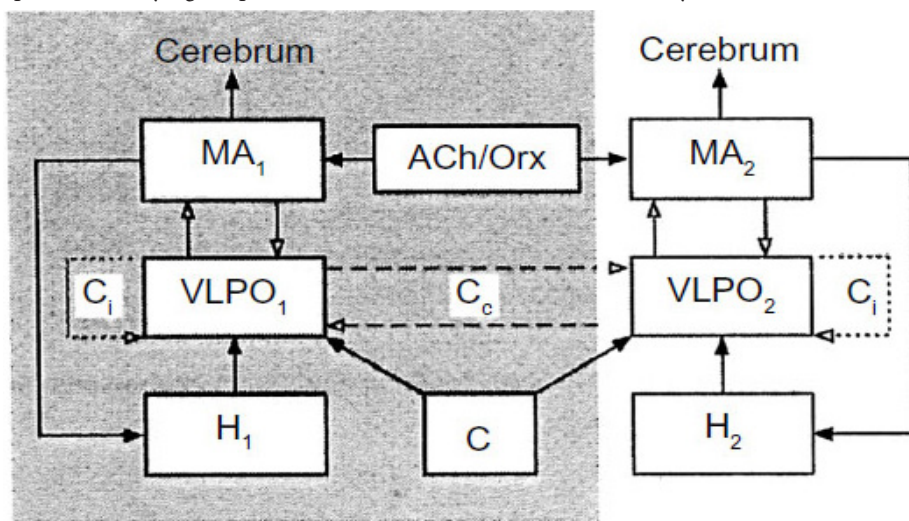 Cerebrum Cerebrum
MA1 ACh/Orx MA2
Ci VLPO1 Cc VLPO2 Ci
H1 C H2